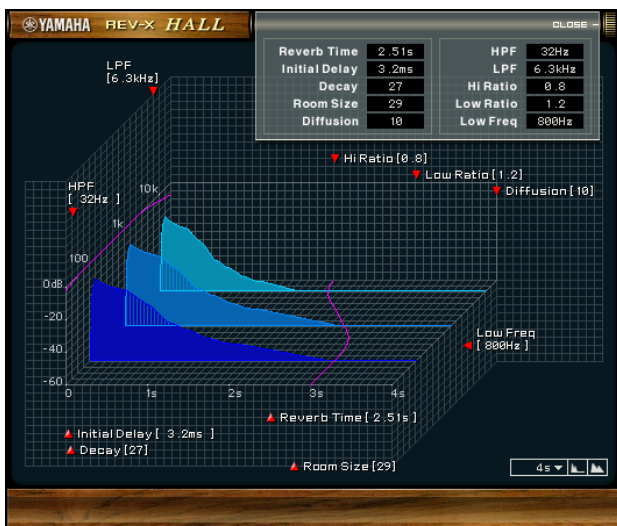 YAMAHA REV-X HALL
CLOSE -
Reverb Time 2.51s HPF 32Hz
Initial Delay 3.2ms LPF 6.3kHz
Decay 27 Hi Ratio 0.8
Room Size 29 Low Ratio 1.2
Diffusion 10 Low Freq 800Hz
LPF
[6.3kHz]
Hi Ratio [0.8]
Low Ratio [1.2]
Diffusion [10]
HPF
[ 32Hz ]
10k
1k
100
0dB
-20
-40
-60
0 1s 2s 3s 4s
Low Freq
[ 800Hz ]
Reverb Time [ 2.51s ]
Initial Delay [ 3.2ms ]
Decay [27]
Room Size [29]
4s